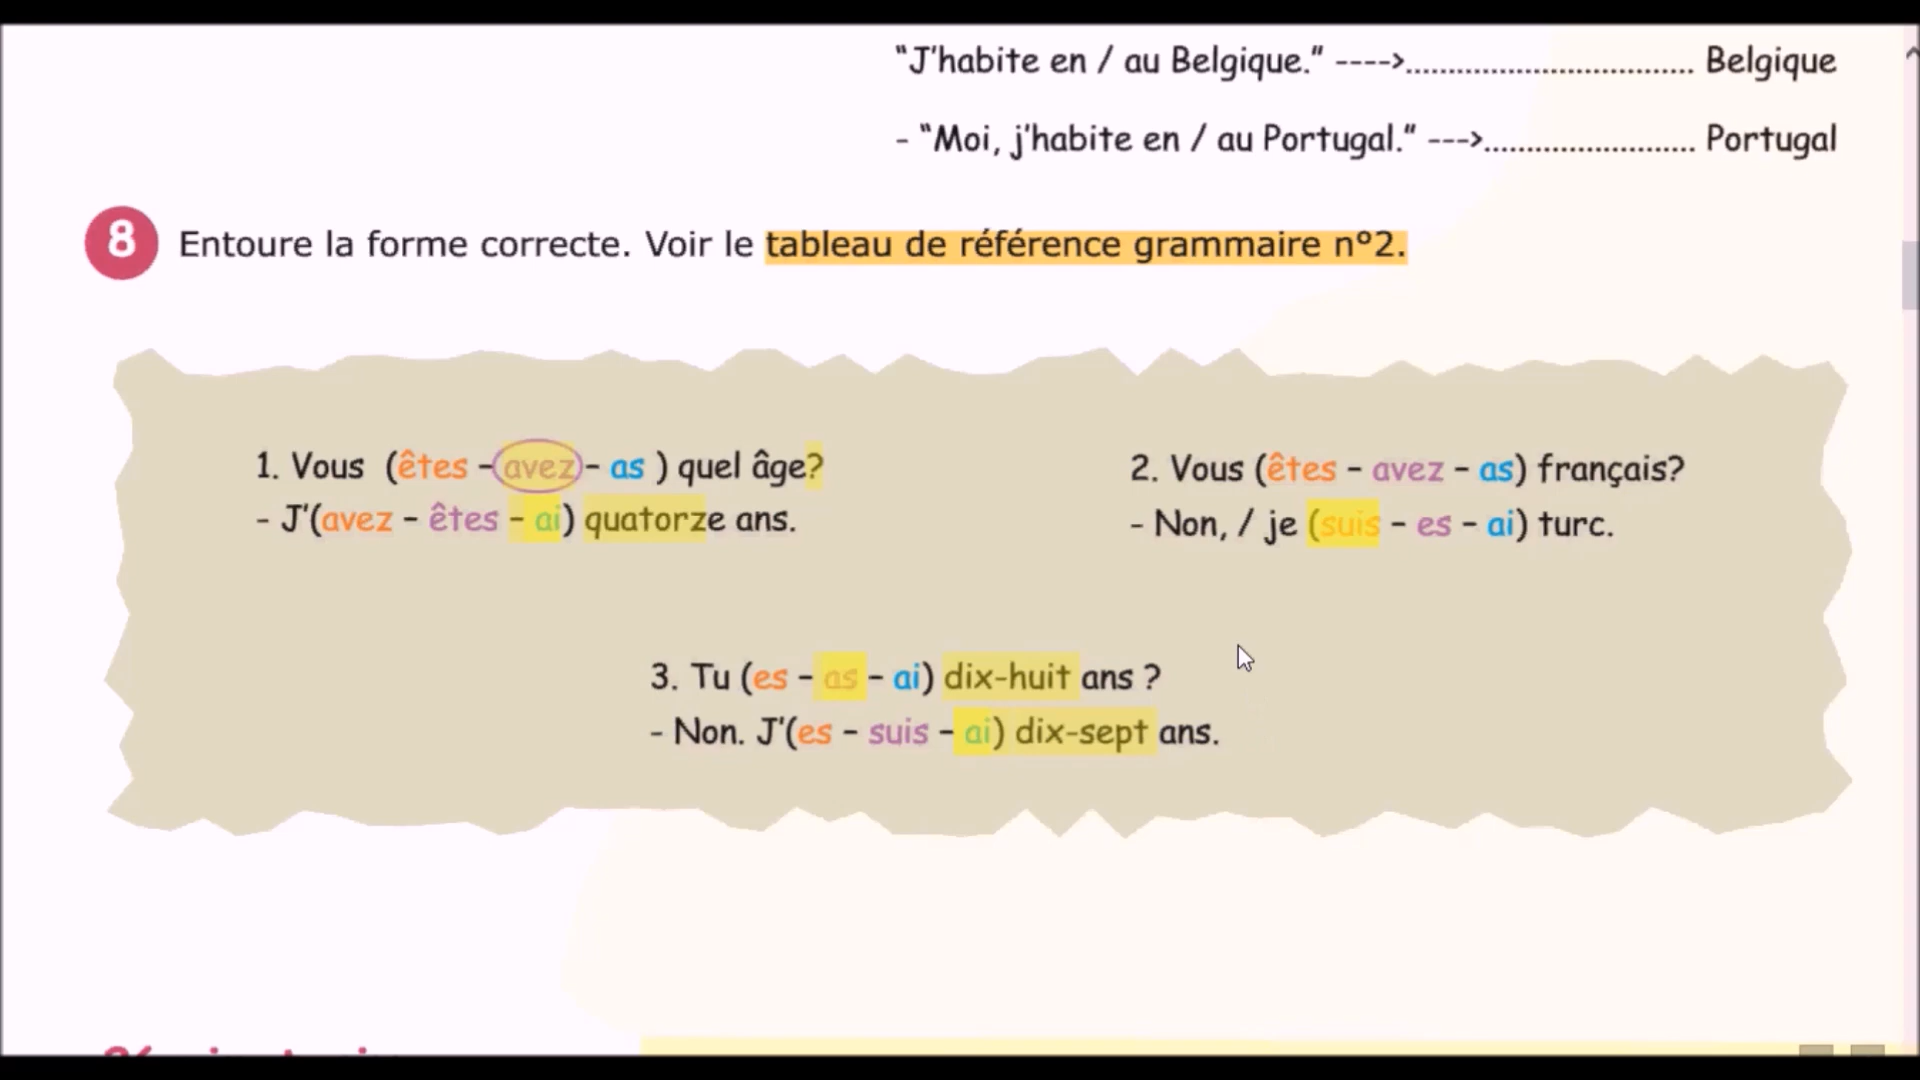 "J'habite en / au Belgique." ---->.................................. Belgique
- "Moi, j'habite en / au Portugal." --->......................... Portugal
8 Entoure la forme correcte. Voir le tableau de référence grammaire n°2.
1. Vous (êtes - avez - as ) quel âge?
- J'(avez - êtes - ai) quatorze ans.
2. Vous (êtes - avez - as) français?
- Non, / je (suis - es - ai) turc.
3. Tu (es - as - ai) dix-huit ans ?
- Non. J'(es - suis - ai) dix-sept ans.